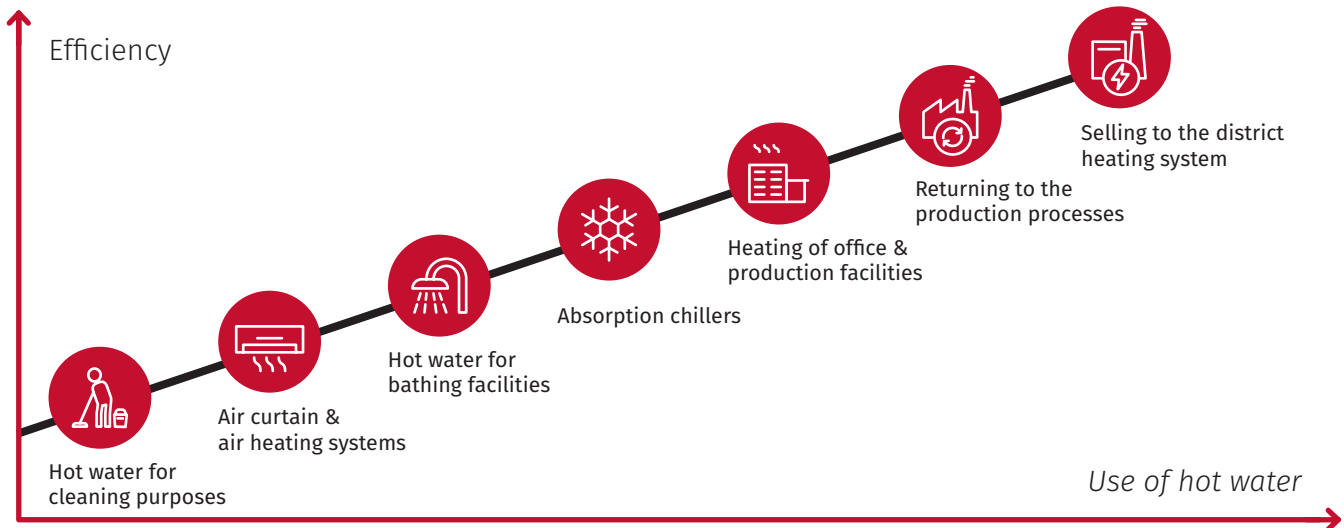 Efficiency
Selling to the district
heating system
Returning to the
production processes
Heating of office &
production facilities
Absorption chillers
Hot water for
bathing facilities
Air curtain &
air heating systems
Hot water for
cleaning purposes
Use of hot water